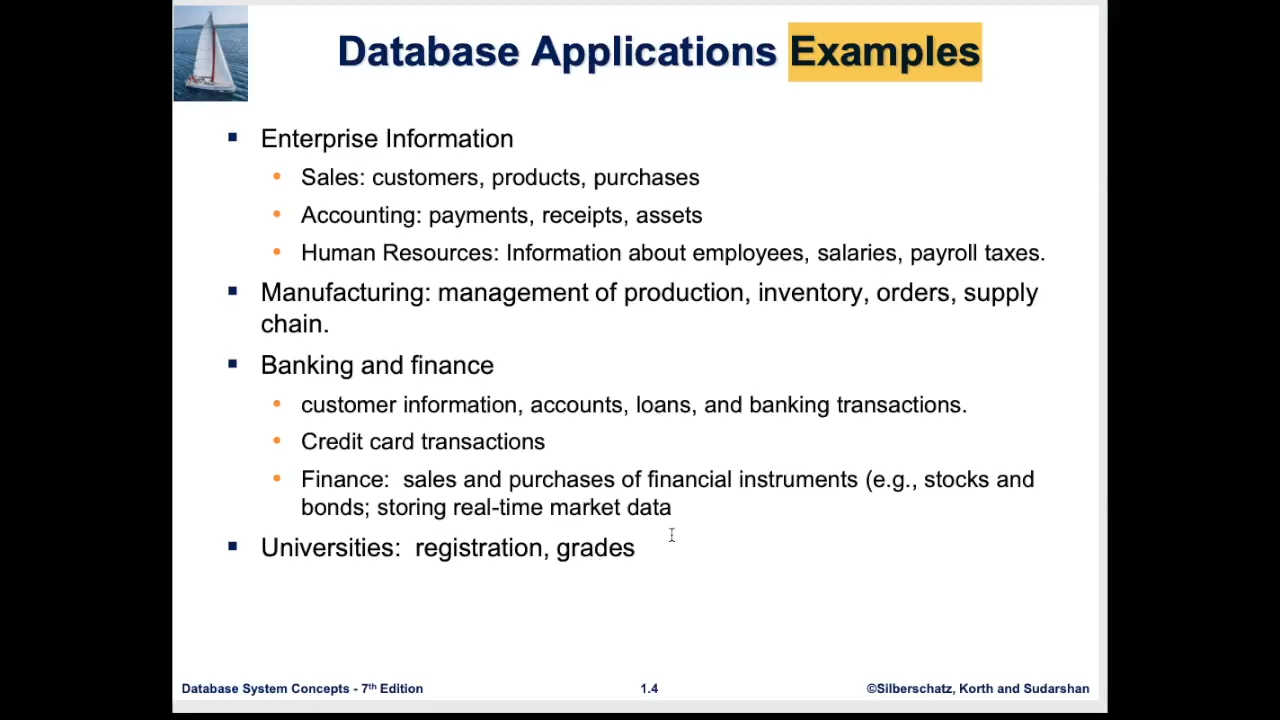 Database Applications Examples
▪ Enterprise Information
• Sales: customers, products, purchases
• Accounting: payments, receipts, assets
• Human Resources: Information about employees, salaries, payroll taxes.
▪ Manufacturing: management of production, inventory, orders, supply
chain.
▪ Banking and finance
• customer information, accounts, loans, and banking transactions.
• Credit card transactions
• Finance:  sales and purchases of financial instruments (e.g., stocks and
bonds; storing real-time market data
▪ Universities:  registration, grades
Database System Concepts - 7th Edition 1.4 ©Silberschatz, Korth and Sudarshan